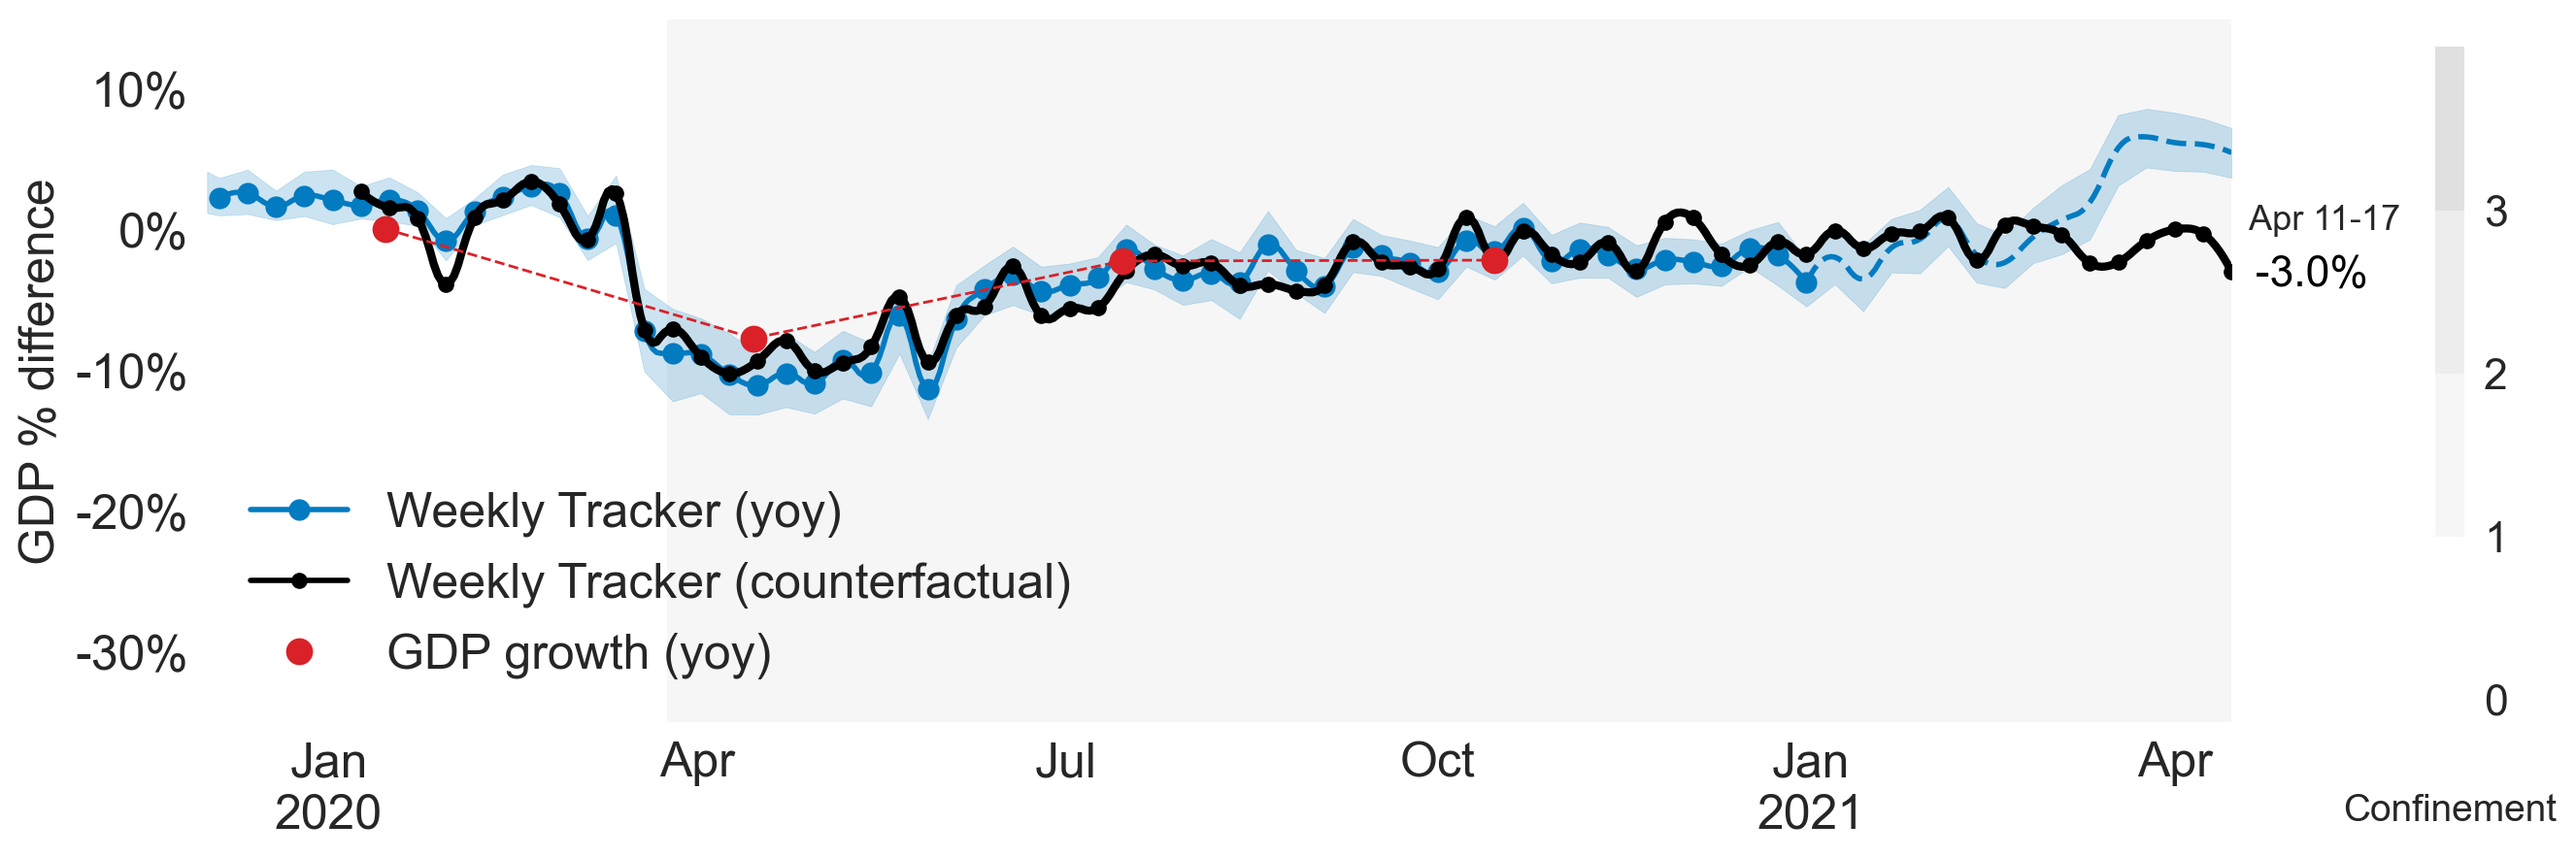 GDP % difference
10%
0%
-10%
-20%
-30%
Weekly Tracker (yoy)
Weekly Tracker (counterfactual)
GDP growth (yoy)
Apr 11-17
-3.0%
3
2
1
0
Jan
2020
Apr
Jul
Oct
Jan
2021
Apr
Confinement